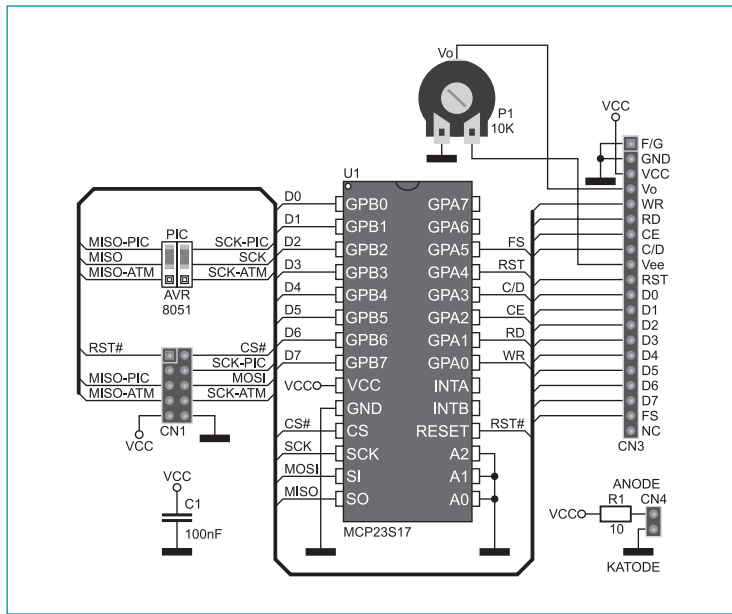 Vo
P1
10K
VCC
F/G
GND
VCC
Vo
WR
RD
CE
C/D
Vee
RST
D0
D1
D2
D3
D4
D5
D6
D7
FS
NC
CN3
U1
D0 GPB0 GPA7
D1 GPB1 GPA6
D2 GPB2 GPA5 FS
D3 GPB3 GPA4 RST
D4 GPB4 GPA3 C/D
D5 GPB5 GPA2 CE
D6 GPB6 GPA1 RD
D7 GPB7 GPA0 WR
VCC VCC INTA
GND INTB
CS# CS RESET RST#
SCK SCK A2
MOSI SI A1
MISO SO A0
MCP23S17
PIC
MISO-PIC SCK-PIC
MISO SCK
MISO-ATM SCK-ATM
AVR
8051
RST# CS#
SCK-PIC
MISO-PIC MOSI
MISO-ATM SCK-ATM
CN1
VCC
VCC
C1
100nF
ANODE
R1 CN4
VCC
10
KATODE